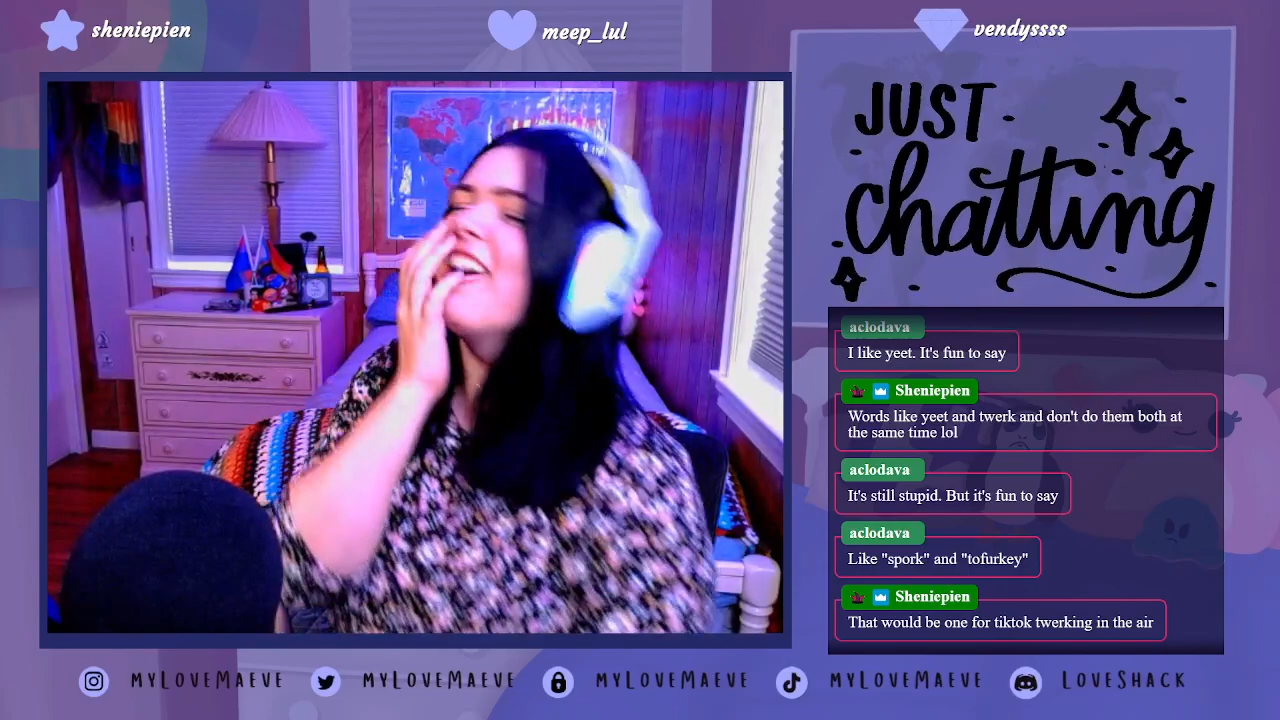 sheniepien
meep_lul
vendyssss
JUST
chatting
aclodava
I like yeet. It's fun to say
Sheniepien
Words like yeet and twerk and don't do them both at
the same time lol
aclodava
It's still stupid. But it's fun to say
aclodava
Like "spork" and "tofurkey"
Sheniepien
That would be one for tiktok twerking in the air
MYLOVEMAEVE
MYLOVEMAEVE
MYLOVEMAEVE
MYLOVEMAEVE
LOVESHACK